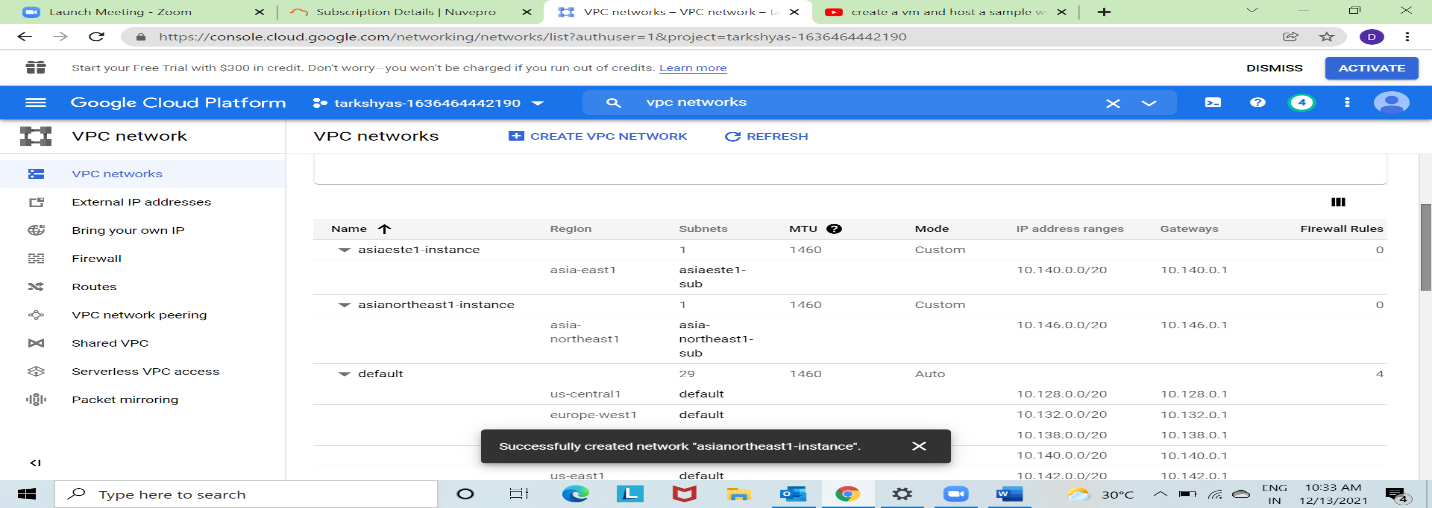 Launch Meeting - Zoom
Subscription Details | Nuvepro
VPC networks – VPC network – ta
create a vm and host a sample w
https://console.cloud.google.com/networking/networks/list?authuser=1&project=tarkshyas-1636464442190
D
Start your Free Trial with $300 in credit. Don't worry—you won't be charged if you run out of credits. Learn more
DISMISS
ACTIVATE
Google Cloud Platform
tarkshyas-1636464442190
vpc networks
4
VPC network
VPC networks
CREATE VPC NETWORK
REFRESH
VPC networks
External IP addresses
Bring your own IP
Firewall
Routes
VPC network peering
Shared VPC
Serverless VPC access
Packet mirroring
Name Region Subnets MTU Mode IP address ranges Gateways Firewall Rules
asiaeste1-instance 1 1460 Custom 0
asia-east1 asiaeste1- 10.140.0.0/20 10.140.0.1
sub
asianortheast1-instance 1 1460 Custom 0
asia- asia- 10.146.0.0/20 10.146.0.1
northeast1 northeast1-
sub
default 29 1460 Auto 4
us-central1 default 10.128.0.0/20 10.128.0.1
europe-west1 default 10.132.0.0/20 10.132.0.1
10.138.0.0/20 10.138.0.1
10.140.0.0/20 10.140.0.1
us-east1 default 10.142.0.0/20 10.142.0.1
Successfully created network "asianortheast1-instance".
Type here to search
L
W
30°C
ENG
IN
10:33 AM
12/13/2021
4